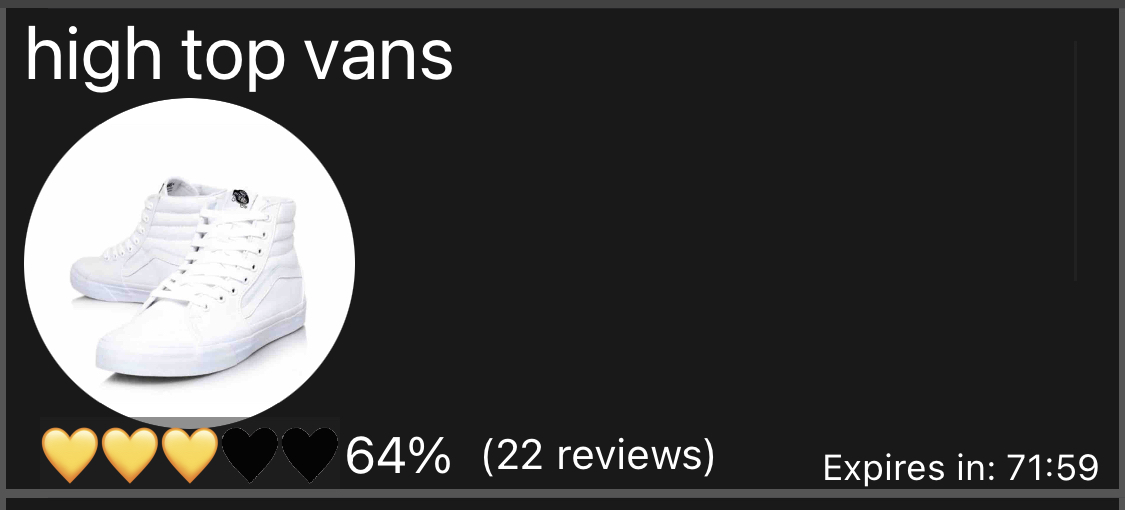 high top vans
💛💛💛🖤🖤64% (22 reviews)
Expires in: 71:59